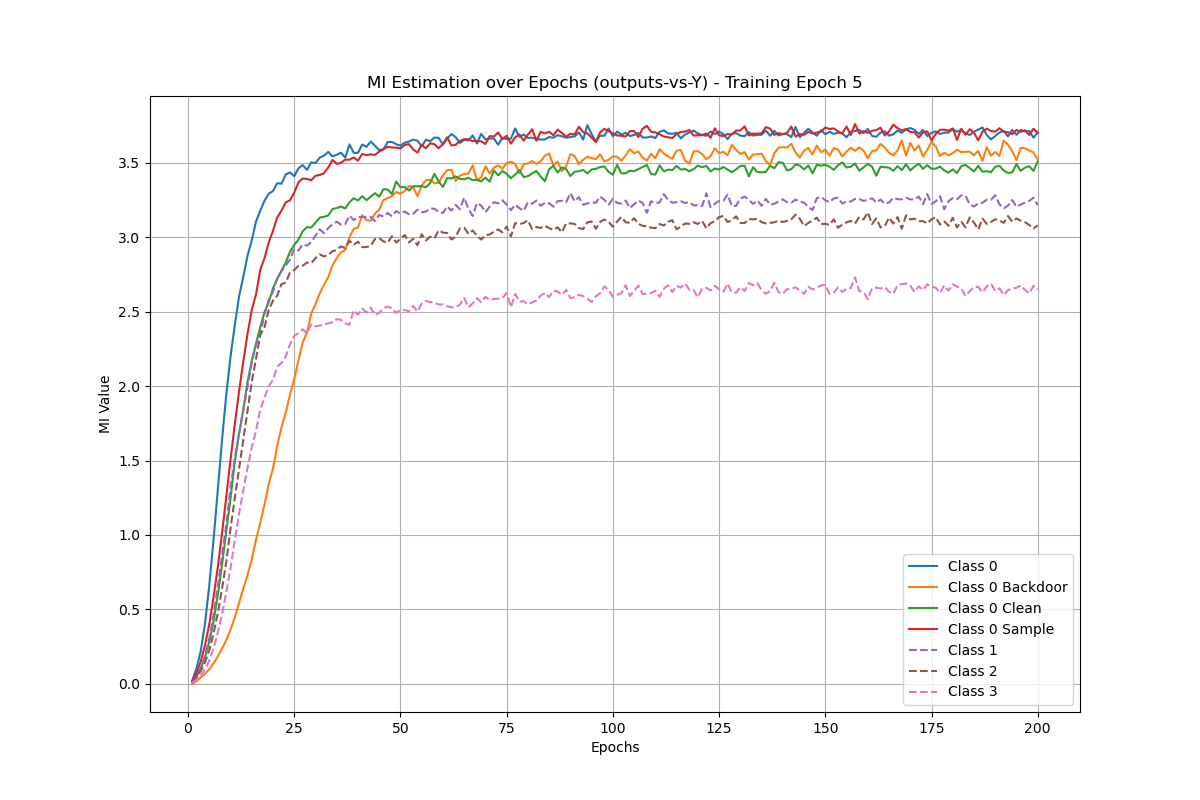 MI Estimation over Epochs (outputs-vs-Y) - Training Epoch 5
MI Value
3.5
3.0
2.5
2.0
1.5
1.0
0.5
0.0
0
25
50
75
100
125
150
175
200
Epochs
Class 0
Class 0 Backdoor
Class 0 Clean
Class 0 Sample
Class 1
Class 2
Class 3